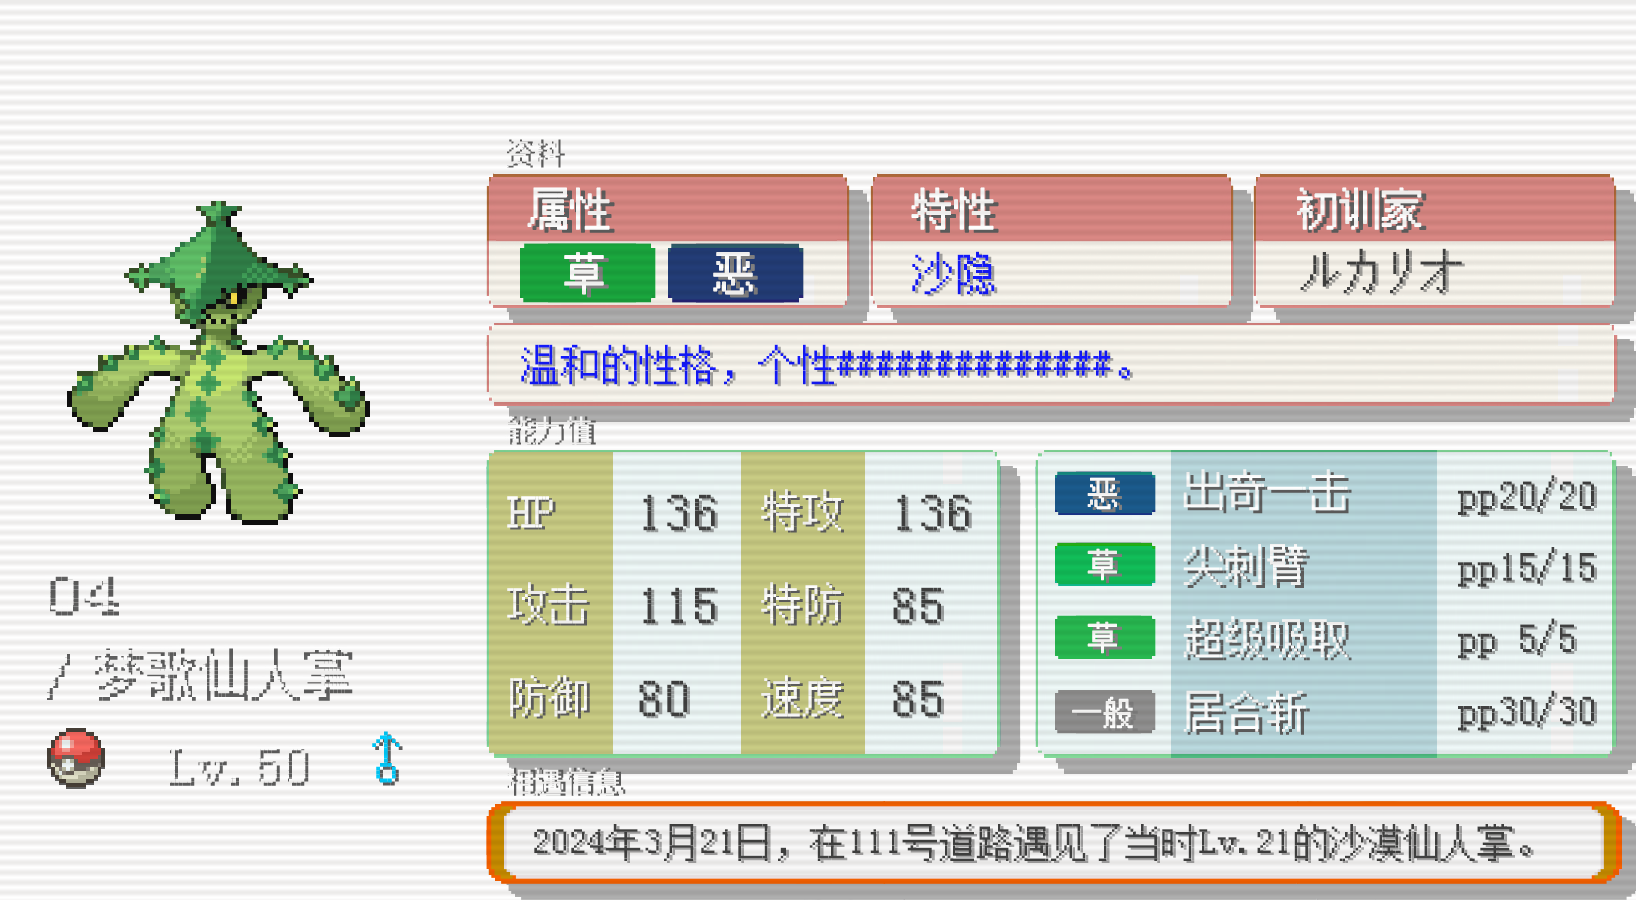 资料
属性 特性 初训家
草 恶 沙隐 ルカリオ
温和的性格，个性##############。
能力值
HP 136 特攻 136
攻击 115 特防 85
防御 80 速度 85
恶 出奇一击 pp20/20
草 尖刺臂 pp15/15
草 超级吸取 pp 5/5
一般 居合斩 pp30/30
04
/ 梦歌仙人掌
Lv.50 ♂
相遇信息
2024年3月21日，在111号道路遇见了当时Lv.21的沙漠仙人掌。